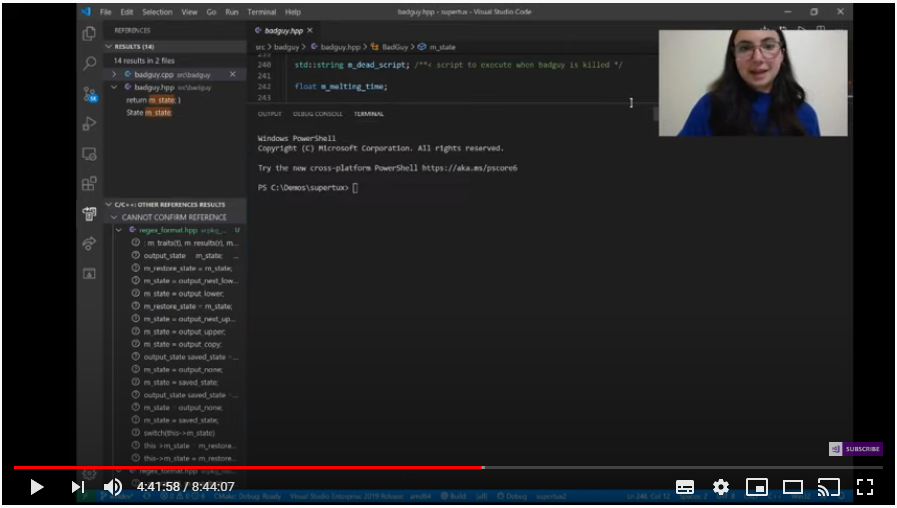 File Edit Selection View Go Run Terminal Help
badguy.hpp - supertux - Visual Studio Code
REFERENCES
RESULTS (14)
14 results in 2 files
badguy.cpp src\badguy
badguy.hpp src\badguy
return m_state; }
State m_state;
C/C++: OTHER REFERENCES RESULTS
CANNOT CONFIRM REFERENCE
regex_format.hpp U
: m_traits(t), m_results(r), m...
output_state m_state;
m_restore_state = m_state;
m_state = output_next_low...
m_state = output_lower;
m_restore_state = m_state;
m_state = output_next_up...
m_state = output_upper;
m_state = output_copy;
output_state saved_state =...
m_state = output_none;
m_state = saved_state;
output_state saved_state =...
m_state = output_none;
m_state = saved_state;
switch(this->m_state)
this->m_state = m_restore...
this->m_state = m_restore...
regex_format.hpp
badguy.hpp
src > badguy > badguy.hpp > BadGuy > m_state
240 std::string m_dead_script; /**< script to execute when badguy is killed */
241
242 float m_melting_time;
243
OUTPUT DEBUG CONSOLE TERMINAL
Windows PowerShell
Copyright (C) Microsoft Corporation. All rights reserved.
Try the new cross-platform PowerShell https://aka.ms/pscore6
PS C:\Demos\supertux>
SUBSCRIBE
4:41:58 / 8:44:07
CMake: Debug Ready Visual Studio Enterprise 2019 Release - amd64 Build [all] Debug supertux2